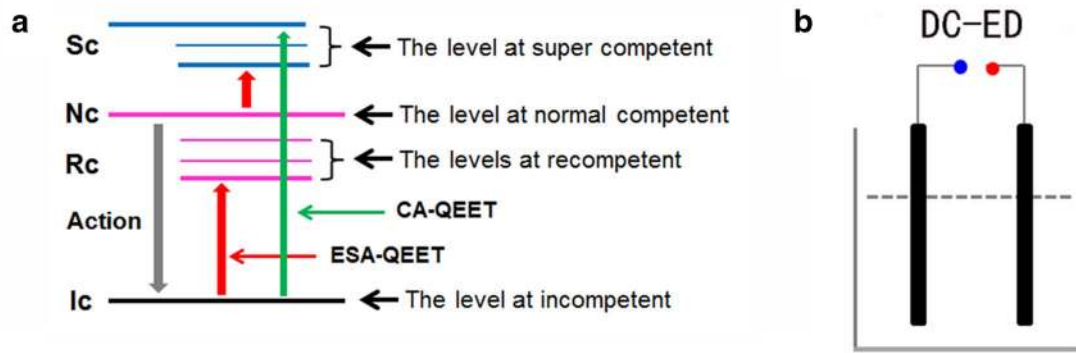 a
Sc
The level at super competent
Nc
The level at normal competent
Rc
The levels at recompetent
Action
CA-QEET
ESA-QEET
Ic
The level at incompetent
b
DC-ED